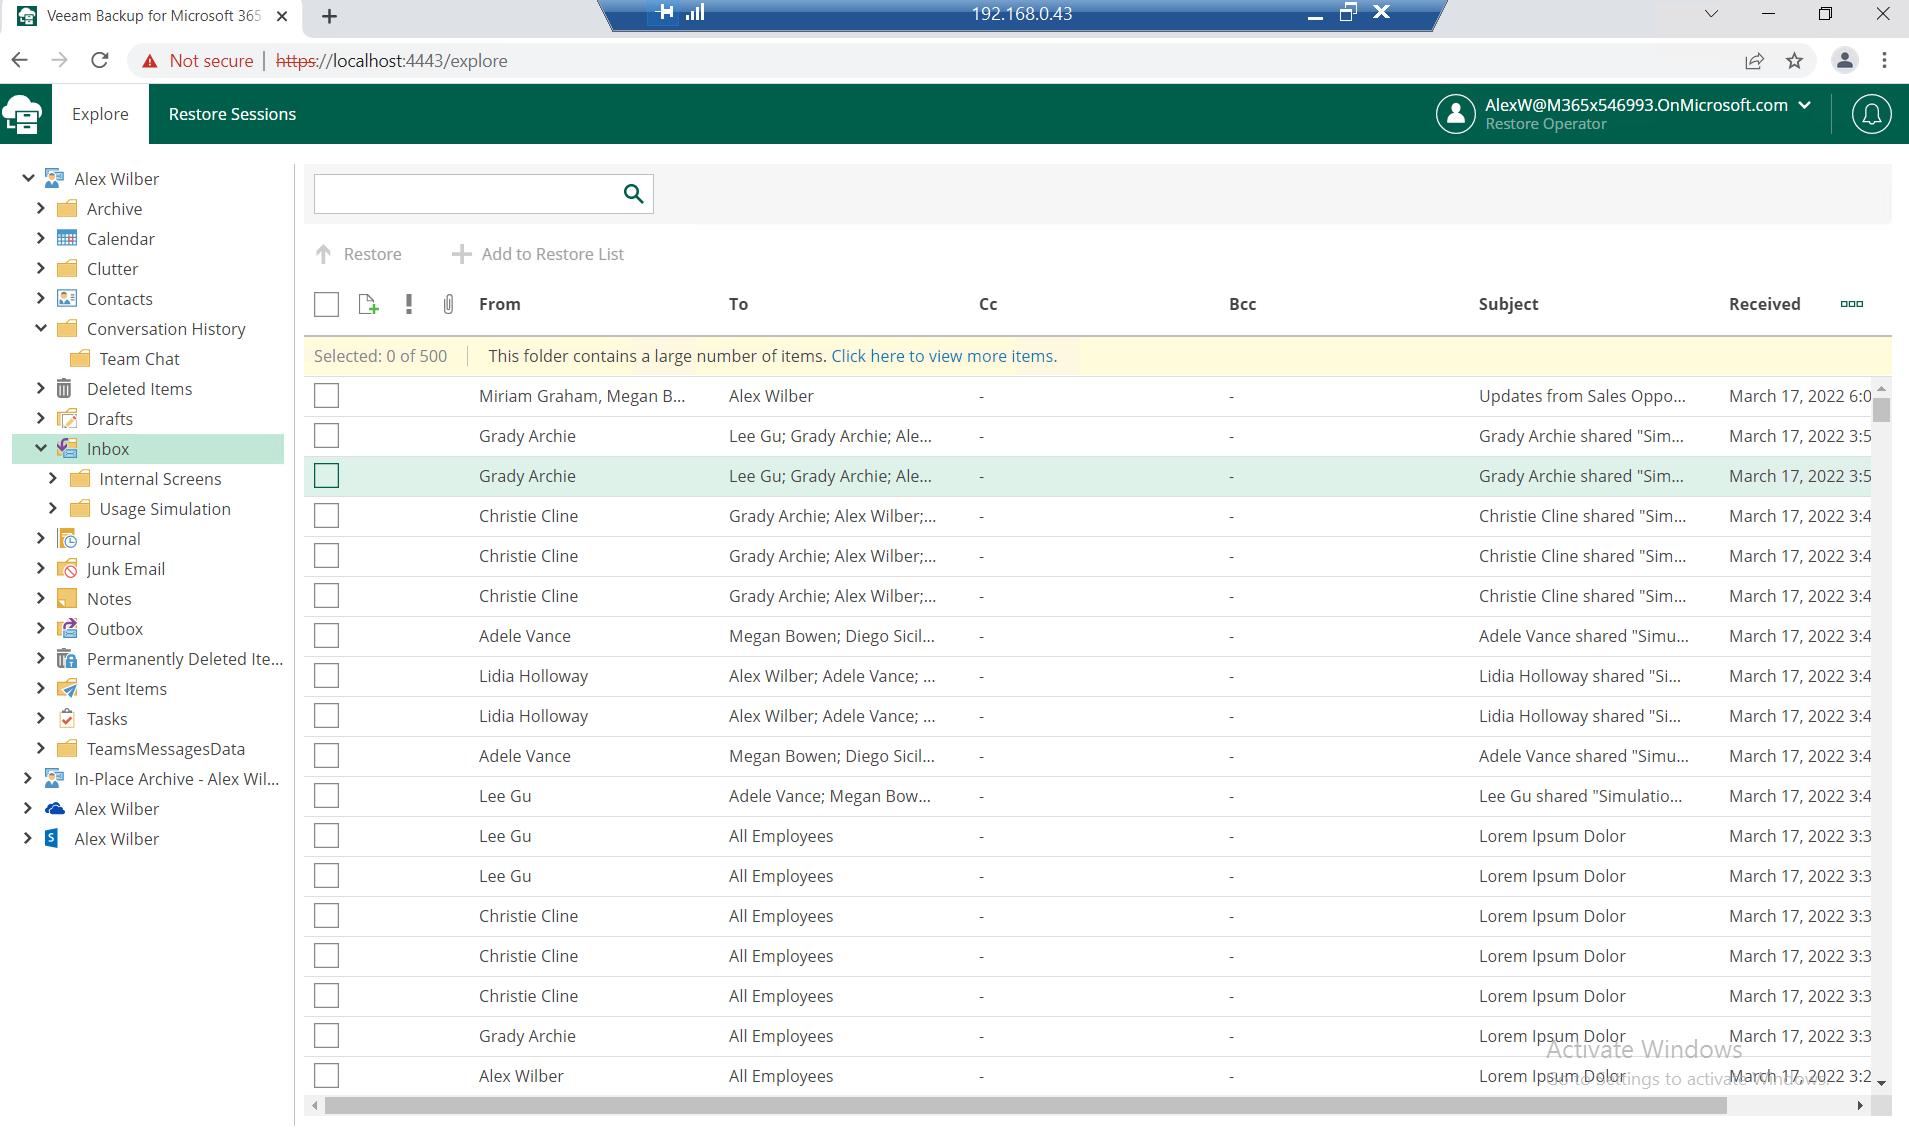 Veeam Backup for Microsoft 365
192.168.0.43
Not secure | https://localhost:4443/explore
Explore
Restore Sessions
AlexW@M365x546993.OnMicrosoft.com
Restore Operator
Alex Wilber
Archive
Calendar
Clutter
Contacts
Conversation History
Team Chat
Deleted Items
Drafts
Inbox
Internal Screens
Usage Simulation
Journal
Junk Email
Notes
Outbox
Permanently Deleted Ite...
Sent Items
Tasks
TeamsMessagesData
In-Place Archive - Alex Wil...
Alex Wilber
Alex Wilber
Restore
Add to Restore List
From To Cc Bcc Subject Received
Selected: 0 of 500 This folder contains a large number of items. Click here to view more items.
Miriam Graham, Megan B... Alex Wilber - - Updates from Sales Oppo... March 17, 2022 6:0
Grady Archie Lee Gu; Grady Archie; Ale... - - Grady Archie shared "Sim... March 17, 2022 3:5
Grady Archie Lee Gu; Grady Archie; Ale... - - Grady Archie shared "Sim... March 17, 2022 3:5
Christie Cline Grady Archie; Alex Wilber;... - - Christie Cline shared "Sim... March 17, 2022 3:4
Christie Cline Grady Archie; Alex Wilber;... - - Christie Cline shared "Sim... March 17, 2022 3:4
Christie Cline Grady Archie; Alex Wilber;... - - Christie Cline shared "Sim... March 17, 2022 3:4
Adele Vance Megan Bowen; Diego Sicil... - - Adele Vance shared "Simu... March 17, 2022 3:4
Lidia Holloway Alex Wilber; Adele Vance; ... - - Lidia Holloway shared "Si... March 17, 2022 3:4
Lidia Holloway Alex Wilber; Adele Vance; ... - - Lidia Holloway shared "Si... March 17, 2022 3:4
Adele Vance Megan Bowen; Diego Sicil... - - Adele Vance shared "Simu... March 17, 2022 3:4
Lee Gu Adele Vance; Megan Bow... - - Lee Gu shared "Simulatio... March 17, 2022 3:4
Lee Gu All Employees - - Lorem Ipsum Dolor March 17, 2022 3:3
Lee Gu All Employees - - Lorem Ipsum Dolor March 17, 2022 3:3
Christie Cline All Employees - - Lorem Ipsum Dolor March 17, 2022 3:3
Christie Cline All Employees - - Lorem Ipsum Dolor March 17, 2022 3:3
Christie Cline All Employees - - Lorem Ipsum Dolor March 17, 2022 3:3
Grady Archie All Employees - - Lorem Ipsum Dolor March 17, 2022 3:3
Activate Windows
Alex Wilber All Employees - - Lorem Ipsum Dolor March 17, 2022 3:2
Go to Settings to activate Windows.